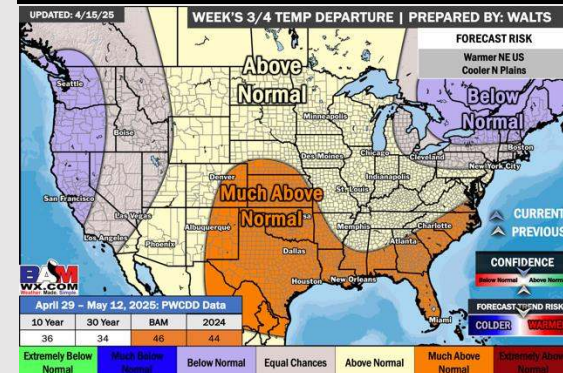 UPDATED: 4/15/25
WEEK'S 3/4 TEMP DEPARTURE | PREPARED BY: WALTS
FORECAST RISK
Warmer NE US
Cooler N Plains
Above
Normal
Below
Normal
Seattle
Boise
Minneapolis
Boston
New York City
Des Moines
Chicago
Cleveland
Much Above
Normal
Denver
Indianapolis
St. Louis
San Francisco
Las Vegas
Los Angeles
Phoenix
Albuquerque
Memphis
Charlotte
Atlanta
Dallas
Houston
New Orleans
Miami
CURRENT
PREVIOUS
CONFIDENCE
Below Normal
Above Normal
FORECAST TREND RISK
COLDER
WARMER
BAM
WX.COM
Weather Made Simple
April 29 – May 12, 2025: PWCDD Data
10 Year 30 Year BAM 2024
36 34 46 44
Extremely Below Normal
Much Below Normal
Below Normal
Equal Chances
Above Normal
Much Above Normal
Extremely Above Normal